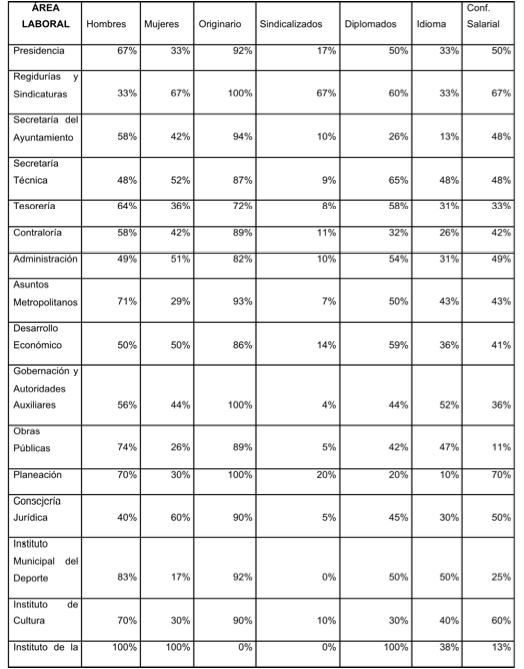 ÁREA LABORAL Hombres Mujeres Originario Sindicalizados Diplomados Idioma Conf. Salarial
Presidencia 67% 33% 92% 17% 50% 33% 50%
Regidurías y
Sindicaturas 33% 67% 100% 67% 60% 33% 67%
Secretaría del
Ayuntamiento 58% 42% 94% 10% 26% 13% 48%
Secretaría
Técnica 48% 52% 87% 9% 65% 48% 48%
Tesorería 64% 36% 72% 8% 58% 31% 33%
Contraloría 58% 42% 89% 11% 32% 26% 42%
Administración 49% 51% 82% 10% 54% 31% 49%
Asuntos
Metropolitanos 71% 29% 93% 7% 50% 43% 43%
Desarrollo
Económico 50% 50% 86% 14% 59% 36% 41%
Gobernación y
Autoridades
Auxiliares 56% 44% 100% 4% 44% 52% 36%
Obras
Públicas 74% 26% 89% 5% 42% 47% 11%
Planeación 70% 30% 100% 20% 20% 10% 70%
Consejería
Jurídica 40% 60% 90% 5% 45% 30% 50%
Instituto
Municipal del
Deporte 83% 17% 92% 0% 50% 50% 25%
Instituto de
Cultura 70% 30% 90% 10% 30% 40% 60%
Instituto de la 100% 100% 0% 0% 100% 38% 13%